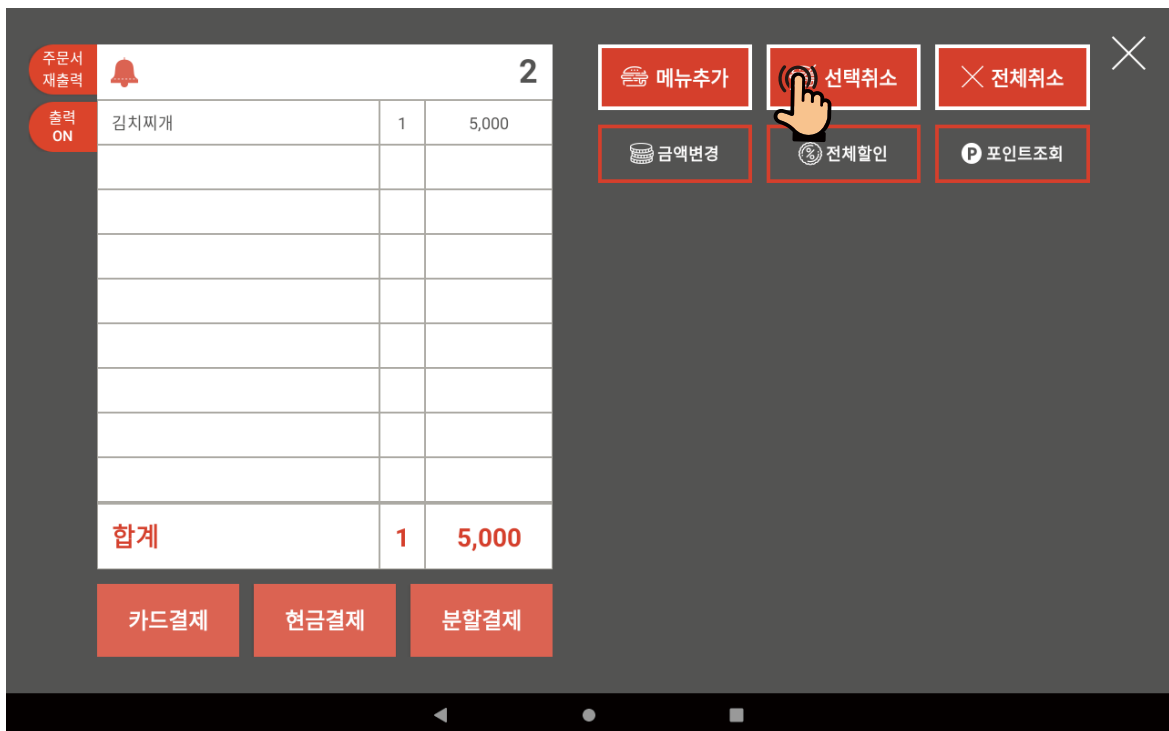 주문서
재출력
2
메뉴추가
선택취소
전체취소
출력
ON
김치찌개 1 5,000
금액변경
전체할인
P 포인트조회
합계 1 5,000
카드결제
현금결제
분할결제